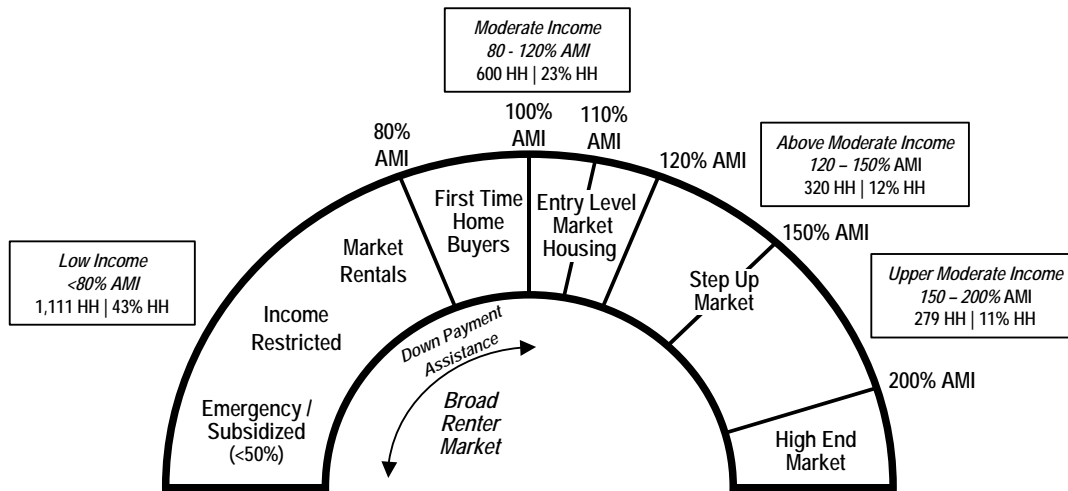 Moderate Income
80 - 120% AMI
600 HH | 23% HH
100%
AMI
110%
AMI
80%
AMI
120% AMI
Above Moderate Income
120 – 150% AMI
320 HH | 12% HH
First Time
Home
Buyers
Entry Level
Market
Housing
150% AMI
Low Income
<80% AMI
1,111 HH | 43% HH
Market
Rentals
Step Up
Market
Upper Moderate Income
150 – 200% AMI
279 HH | 11% HH
Income
Restricted
Down Payment
Assistance
200% AMI
Emergency /
Subsidized
(<50%)
Broad
Renter
Market
High End
Market